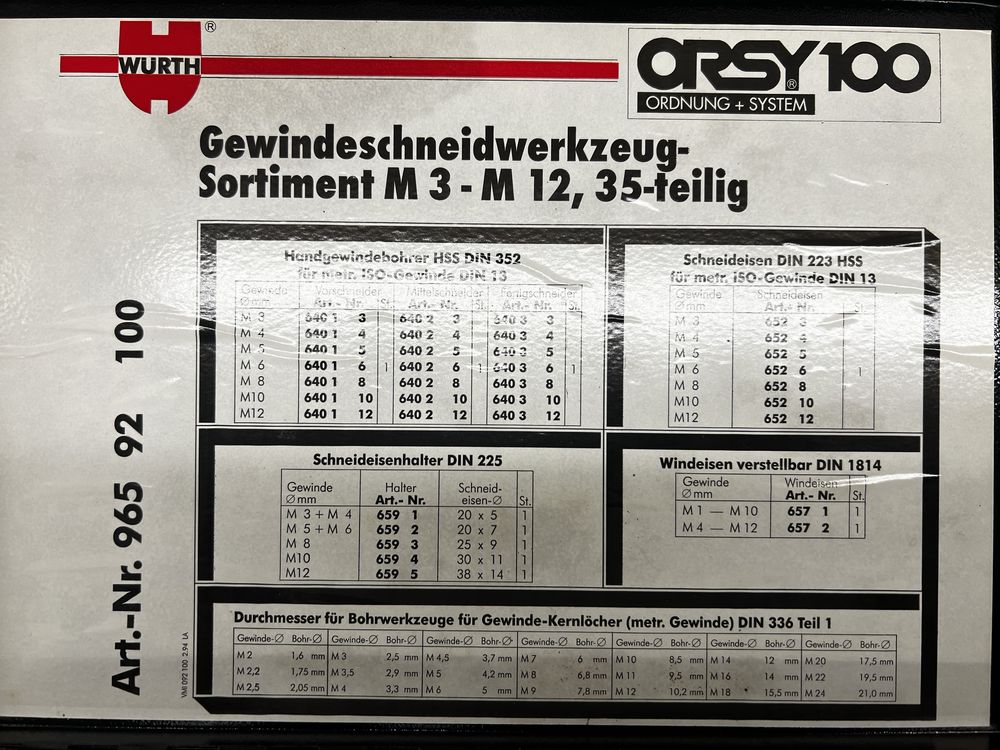 WÜRTH ®
ORSY® 100
ORDNUNG + SYSTEM
Gewindeschneidwerkzeug-
Sortiment M 3 - M 12, 35-teilig
Art.-Nr. 965 92 100
VMI 092 100 2.94 LA
Handgewindebohrer HSS DIN 352
für metr. ISO-Gewinde DIN 13
Gewinde Vorschneider Mittelschneider Fertigschneider
Ø mm Art.- Nr. St. Art.- Nr. St. Art.- Nr. St.
M 3 640 1 3 640 2 3 640 3 3
M 4 640 1 4 640 2 4 640 3 4
M 5 640 1 5 640 2 5 640 3 5
M 6 640 1 6 1 640 2 6 1 640 3 6 1
M 8 640 1 8 640 2 8 640 3 8
M10 640 1 10 640 2 10 640 3 10
M12 640 1 12 640 2 12 640 3 12
Schneideisen DIN 223 HSS
für metr. ISO-Gewinde DIN 13
Gewinde Schneideisen
Ø mm Art.- Nr. St.
M 3 652 3
M 4 652 4
M 5 652 5
M 6 652 6 1
M 8 652 8
M10 652 10
M12 652 12
Schneideisenhalter DIN 225
Gewinde Halter Schneid-
Ø mm Art.- Nr. eisen-Ø St.
M 3 + M 4 659 1 20 x 5 1
M 5 + M 6 659 2 20 x 7 1
M 8 659 3 25 x 9 1
M10 659 4 30 x 11 1
M12 659 5 38 x 14 1
Windeisen verstellbar DIN 1814
Gewinde Windeisen
Ø mm Art.- Nr. St.
M 1 — M 10 657 1 1
M 4 — M 12 657 2 1
Durchmesser für Bohrwerkzeuge für Gewinde-Kernlöcher (metr. Gewinde) DIN 336 Teil 1
Gewinde-Ø Bohr-Ø Gewinde-Ø Bohr-Ø Gewinde-Ø Bohr-Ø Gewinde-Ø Bohr-Ø Gewinde-Ø Bohr-Ø Gewinde-Ø Bohr-Ø Gewinde-Ø Bohr-Ø
M 2 1,6 mm M 3 2,5 mm M 4,5 3,7 mm M 7 6 mm M 10 8,5 mm M 14 12 mm M 20 17,5 mm
M 2,2 1,75 mm M 3,5 2,9 mm M 5 4,2 mm M 8 6,8 mm M 11 9,5 mm M 16 14 mm M 22 19,5 mm
M 2,5 2,05 mm M 4 3,3 mm M 6 5 mm M 9 7,8 mm M 12 10,2 mm M 18 15,5 mm M 24 21,0 mm